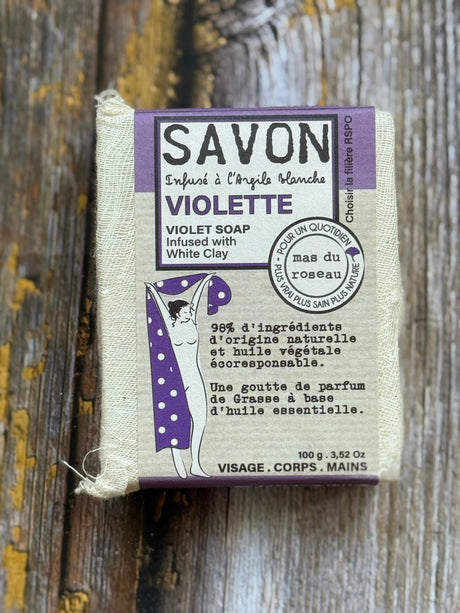 SAVON
Infusé à l'Argile Blanche
VIOLETTE
VIOLET SOAP
Infused with
White Clay
Choisir la filière RSPO
POUR UN QUOTIDIEN
mas du
roseau
PLUS VRAI PLUS SAIN PLUS NATURE
98% d'ingrédients
d'origine naturelle
et huile végétale
écoresponsable.
Une goutte de parfum
de Grasse à base
d'huile essentielle.
100 g . 3,52 Oz
VISAGE . CORPS . MAINS